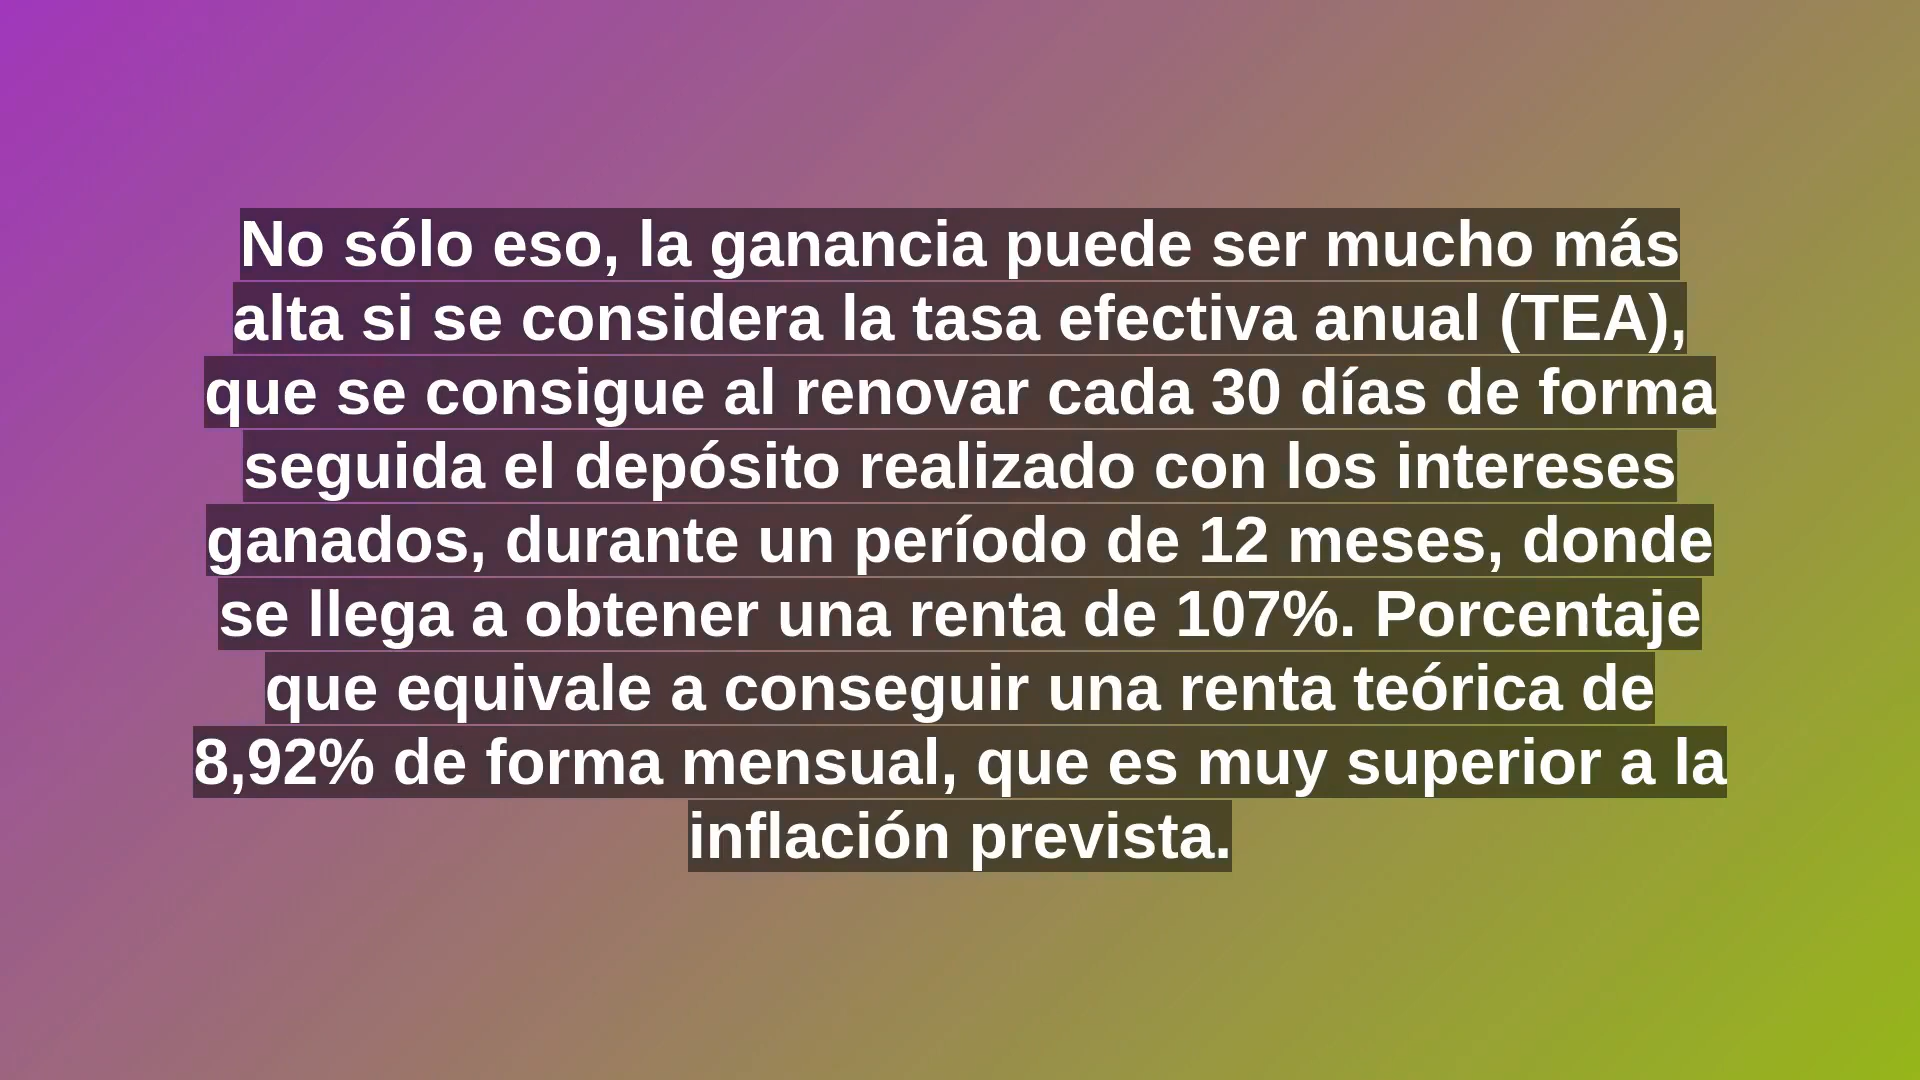 No sólo eso, la ganancia puede ser mucho más
alta si se considera la tasa efectiva anual (TEA),
que se consigue al renovar cada 30 días de forma
seguida el depósito realizado con los intereses
ganados, durante un período de 12 meses, donde
se llega a obtener una renta de 107%. Porcentaje
que equivale a conseguir una renta teórica de
8,92% de forma mensual, que es muy superior a la
inflación prevista.